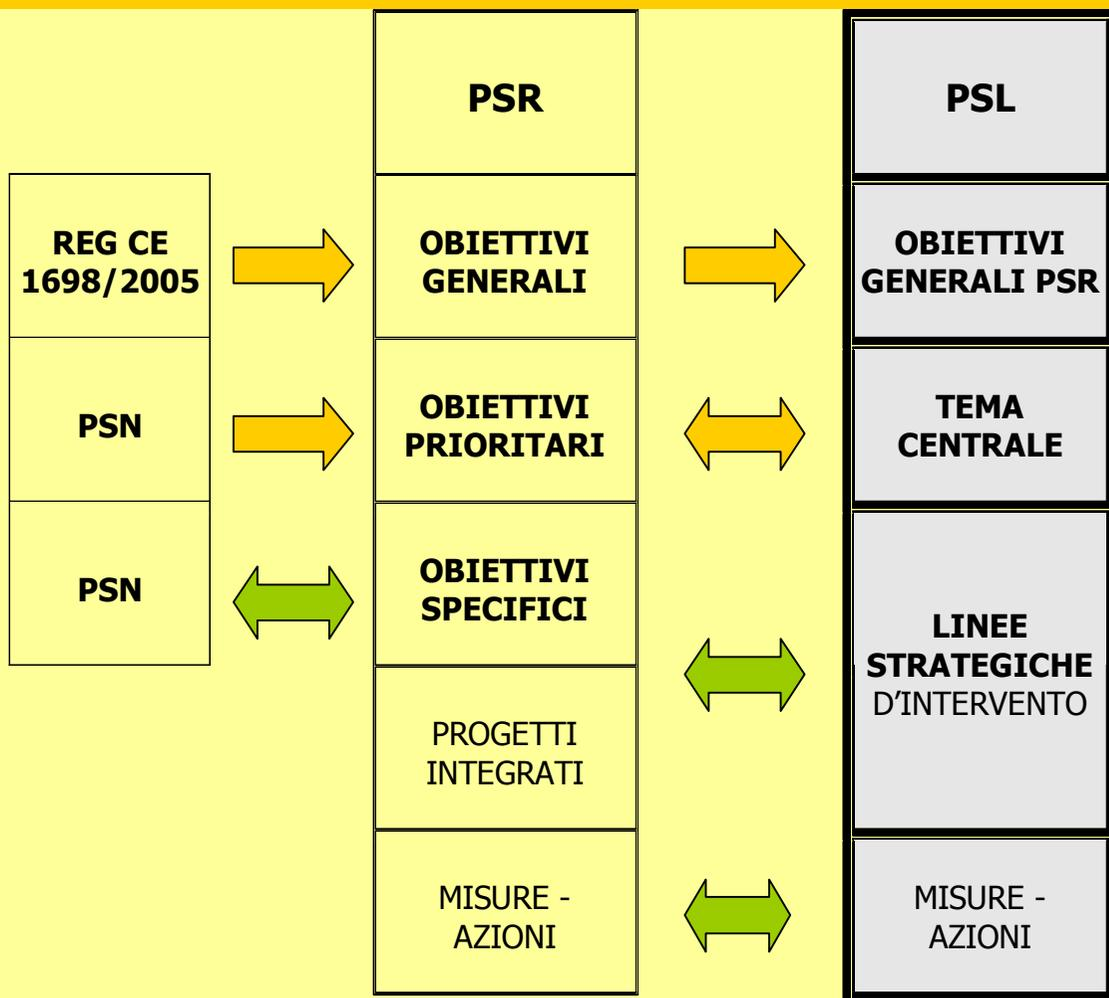 PSR
PSL
REG CE
1698/2005
OBIETTIVI
GENERALI
OBIETTIVI
GENERALI PSR
PSN
OBIETTIVI
PRIORITARI
TEMA
CENTRALE
PSN
OBIETTIVI
SPECIFICI
LINEE
STRATEGICHE
D'INTERVENTO
PROGETTI
INTEGRATI
MISURE -
AZIONI
MISURE -
AZIONI